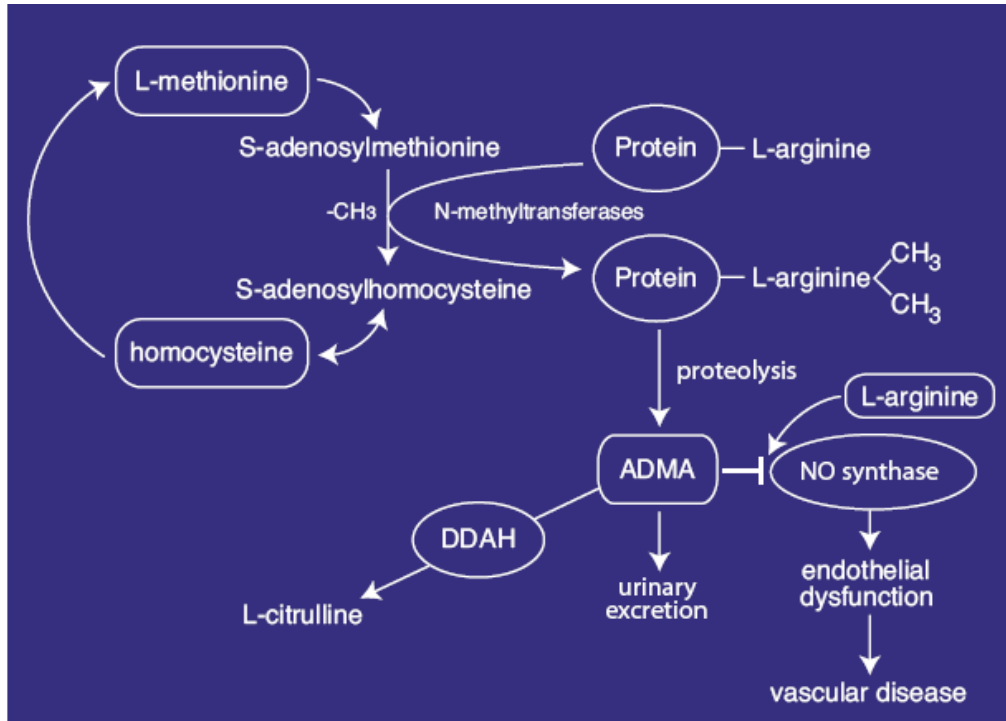 L-methionine
S-adenosylmethionine
Protein
L-arginine
-CH3
N-methyltransferases
S-adenosylhomocysteine
Protein
L-arginine
CH3
CH3
homocysteine
proteolysis
L-arginine
ADMA
NO synthase
DDAH
urinary
excretion
endothelial
dysfunction
L-citrulline
vascular disease